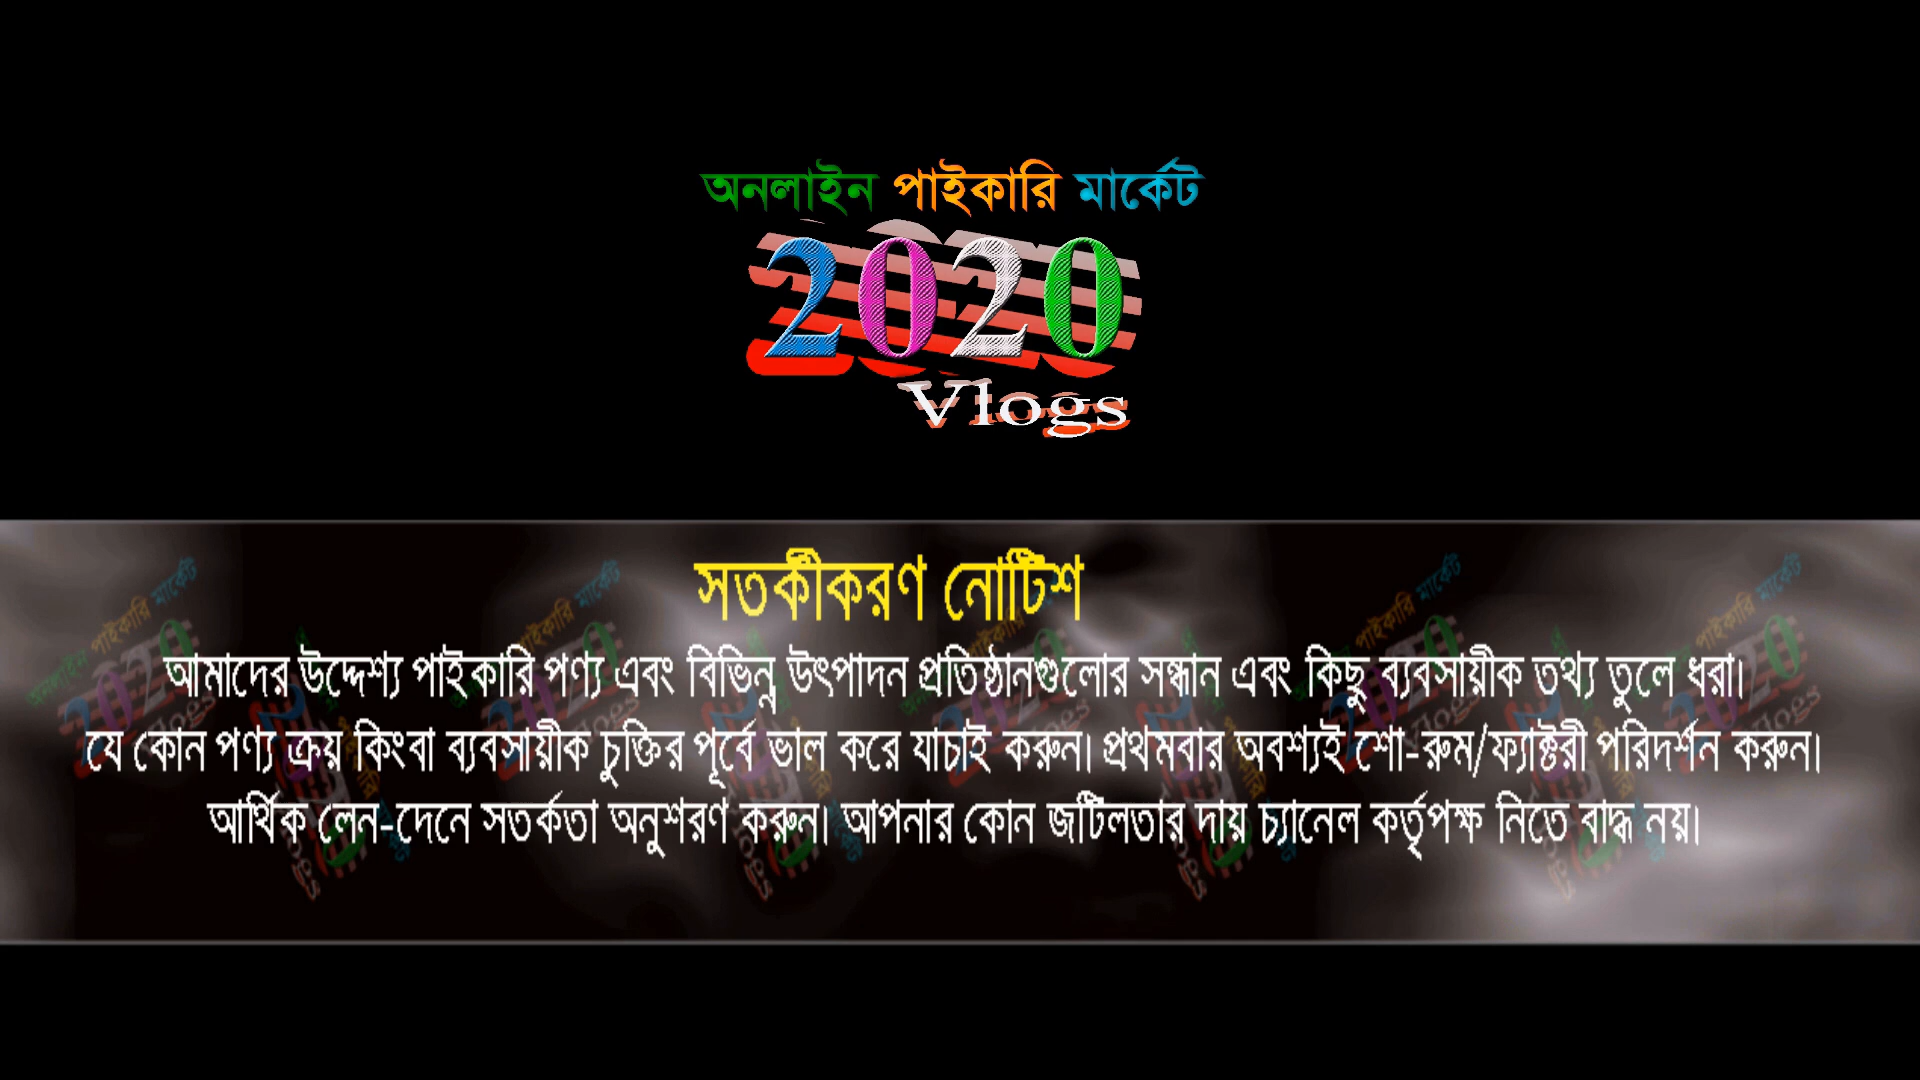 অনলাইন পাইকারি মার্কেট
2020
Vlogs
সতর্কীকরণ নোটিশ
আমাদের উদ্দেশ্য পাইকারি পণ্য এবং বিভিন্ন উৎপাদন প্রতিষ্ঠানগুলোর সন্ধান এবং কিছু ব্যবসায়ীক তথ্য তুলে ধরা।
যে কোন পণ্য ক্রয় কিংবা ব্যবসায়ীক চুক্তির পূর্বে ভাল করে যাচাই করুন। প্রথমবার অবশ্যই শো-রুম/ফ্যাক্টরী পরিদর্শন করুন।
আর্থিক লেন-দেনে সতর্কতা অনুশরণ করুন। আপনার কোন জটিলতার দায় চ্যানেল কর্তৃপক্ষ নিতে বাদ্ধ নয়।